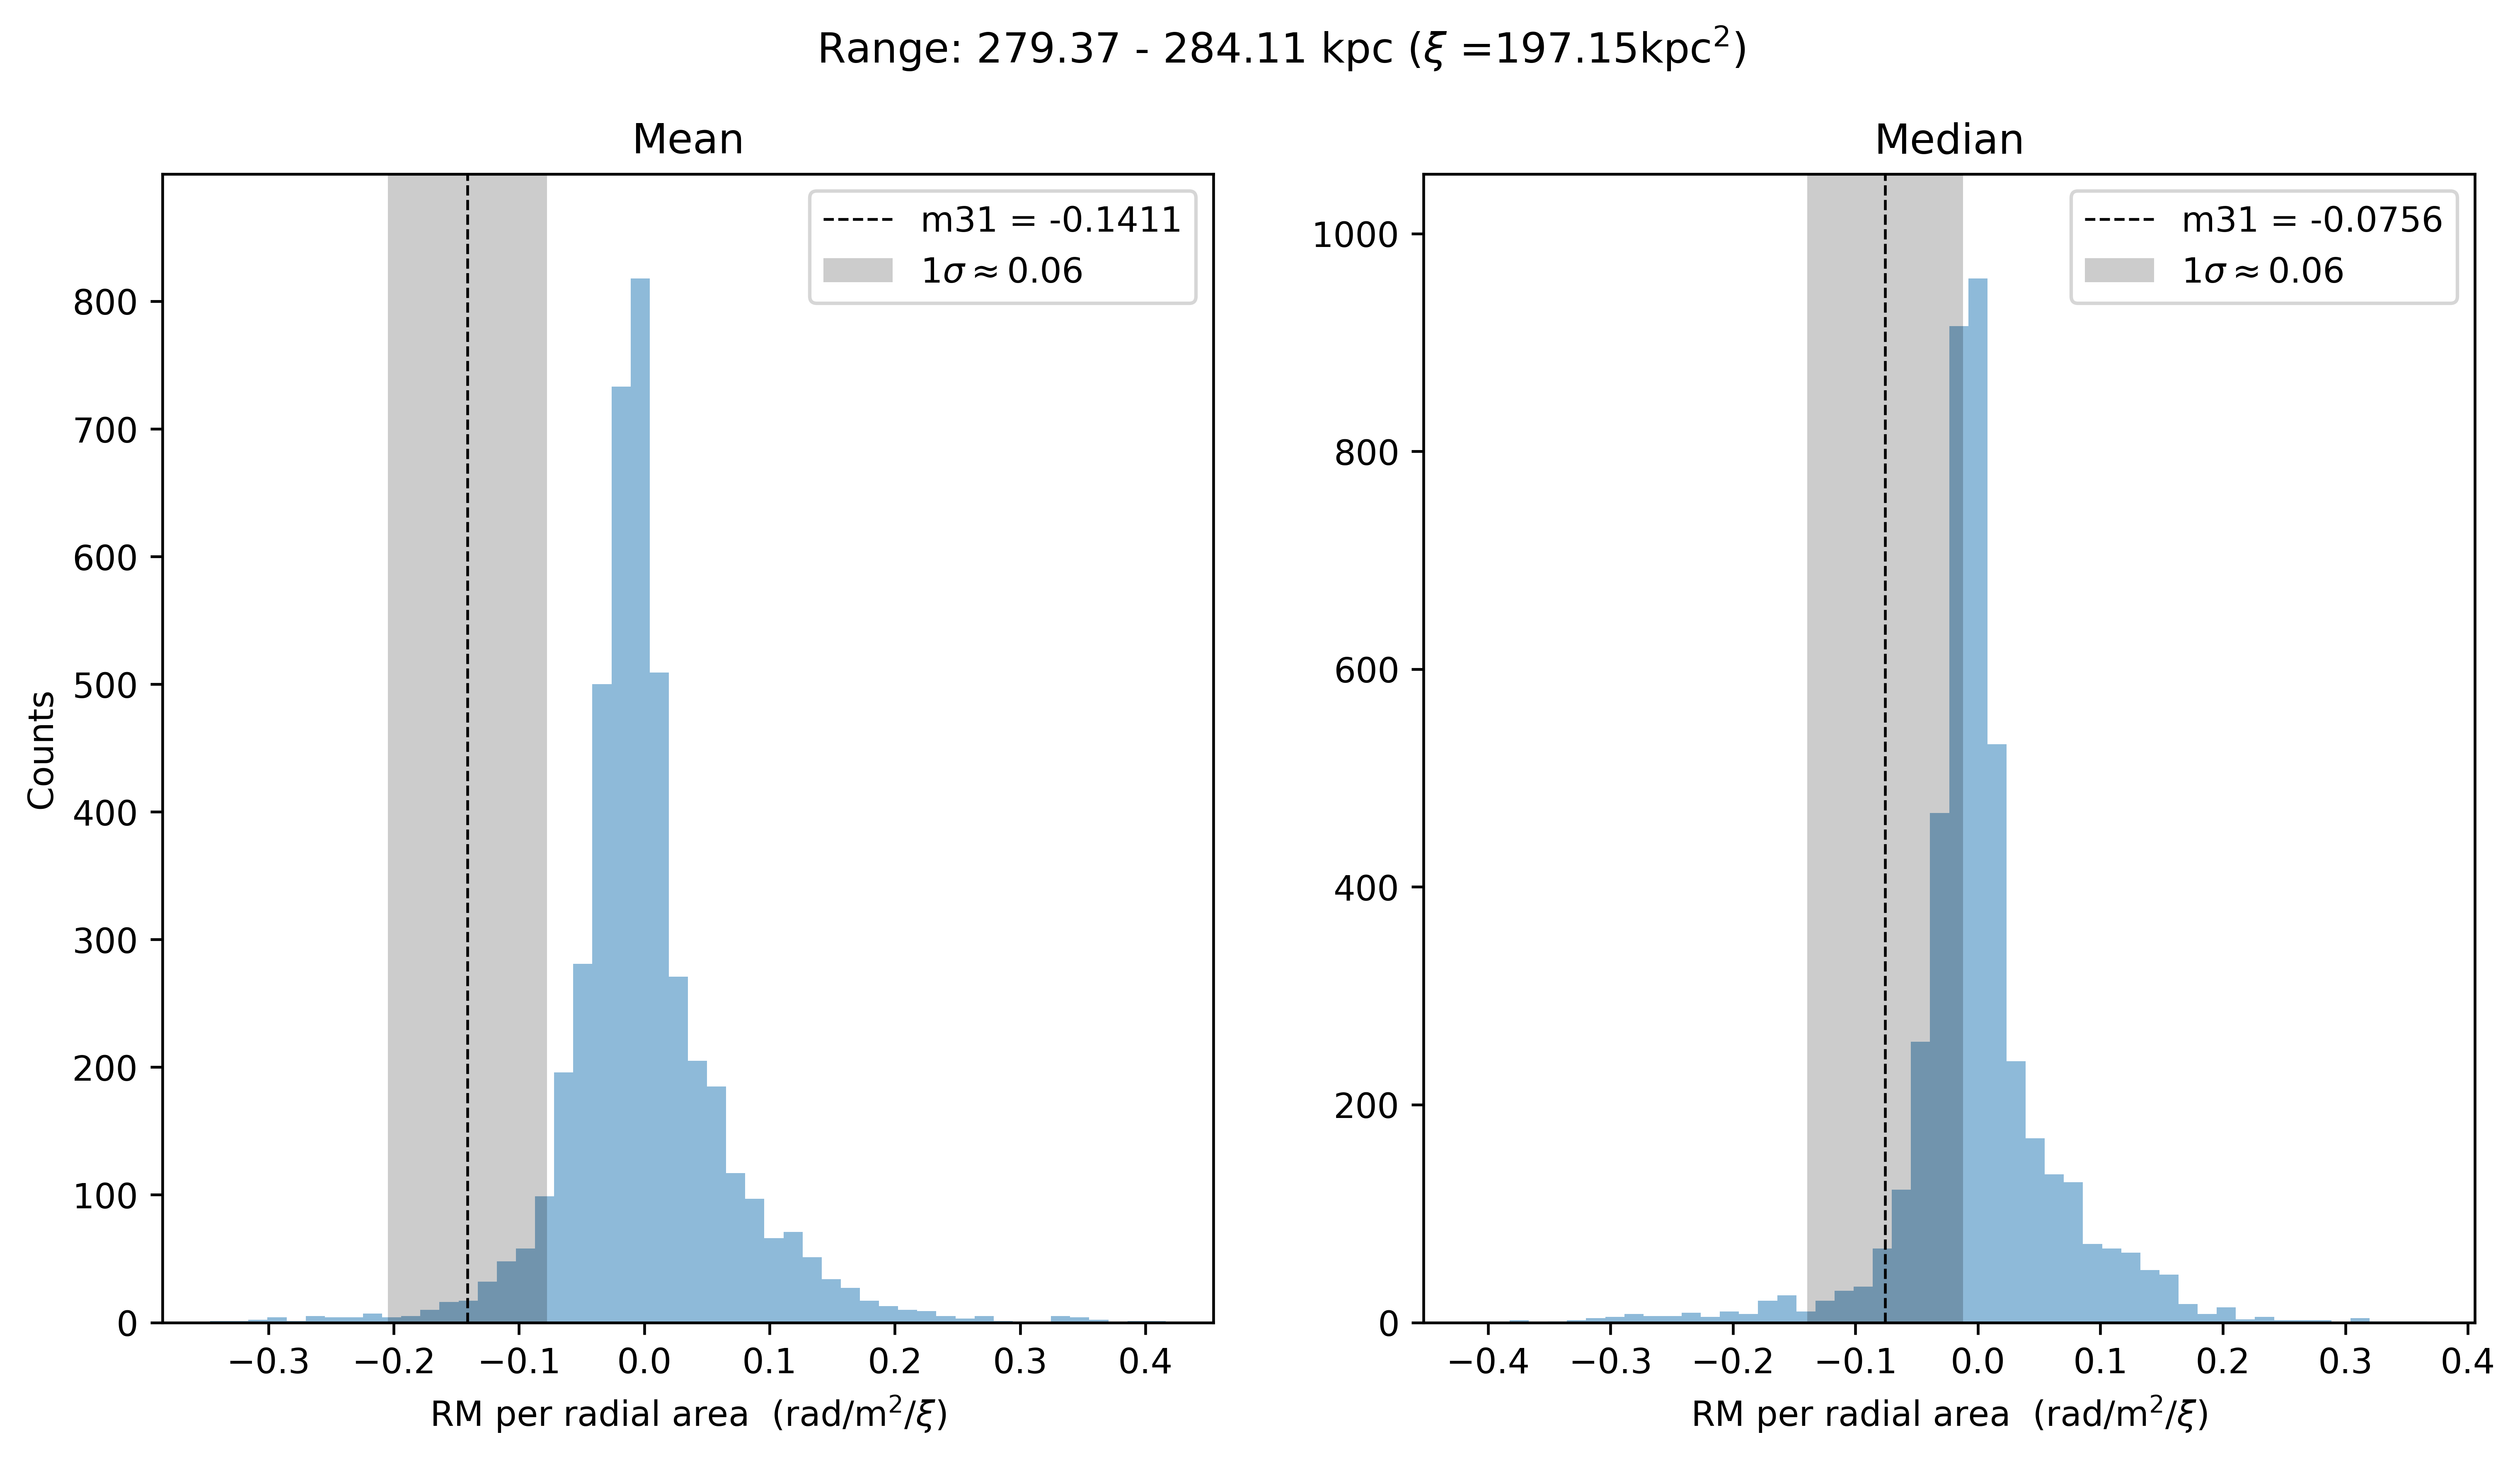 Range: 279.37 - 284.11 kpc (ξ =197.15kpc²)
Mean
m31 = -0.1411
1σ ≈ 0.06
800
700
600
500
400
300
200
100
0
Counts
−0.3 −0.2 −0.1 0.0 0.1 0.2 0.3 0.4
RM per radial area (rad/m²/ξ)
Median
m31 = -0.0756
1σ ≈ 0.06
1000
800
600
400
200
0
−0.4 −0.3 −0.2 −0.1 0.0 0.1 0.2 0.3 0.4
RM per radial area (rad/m²/ξ)